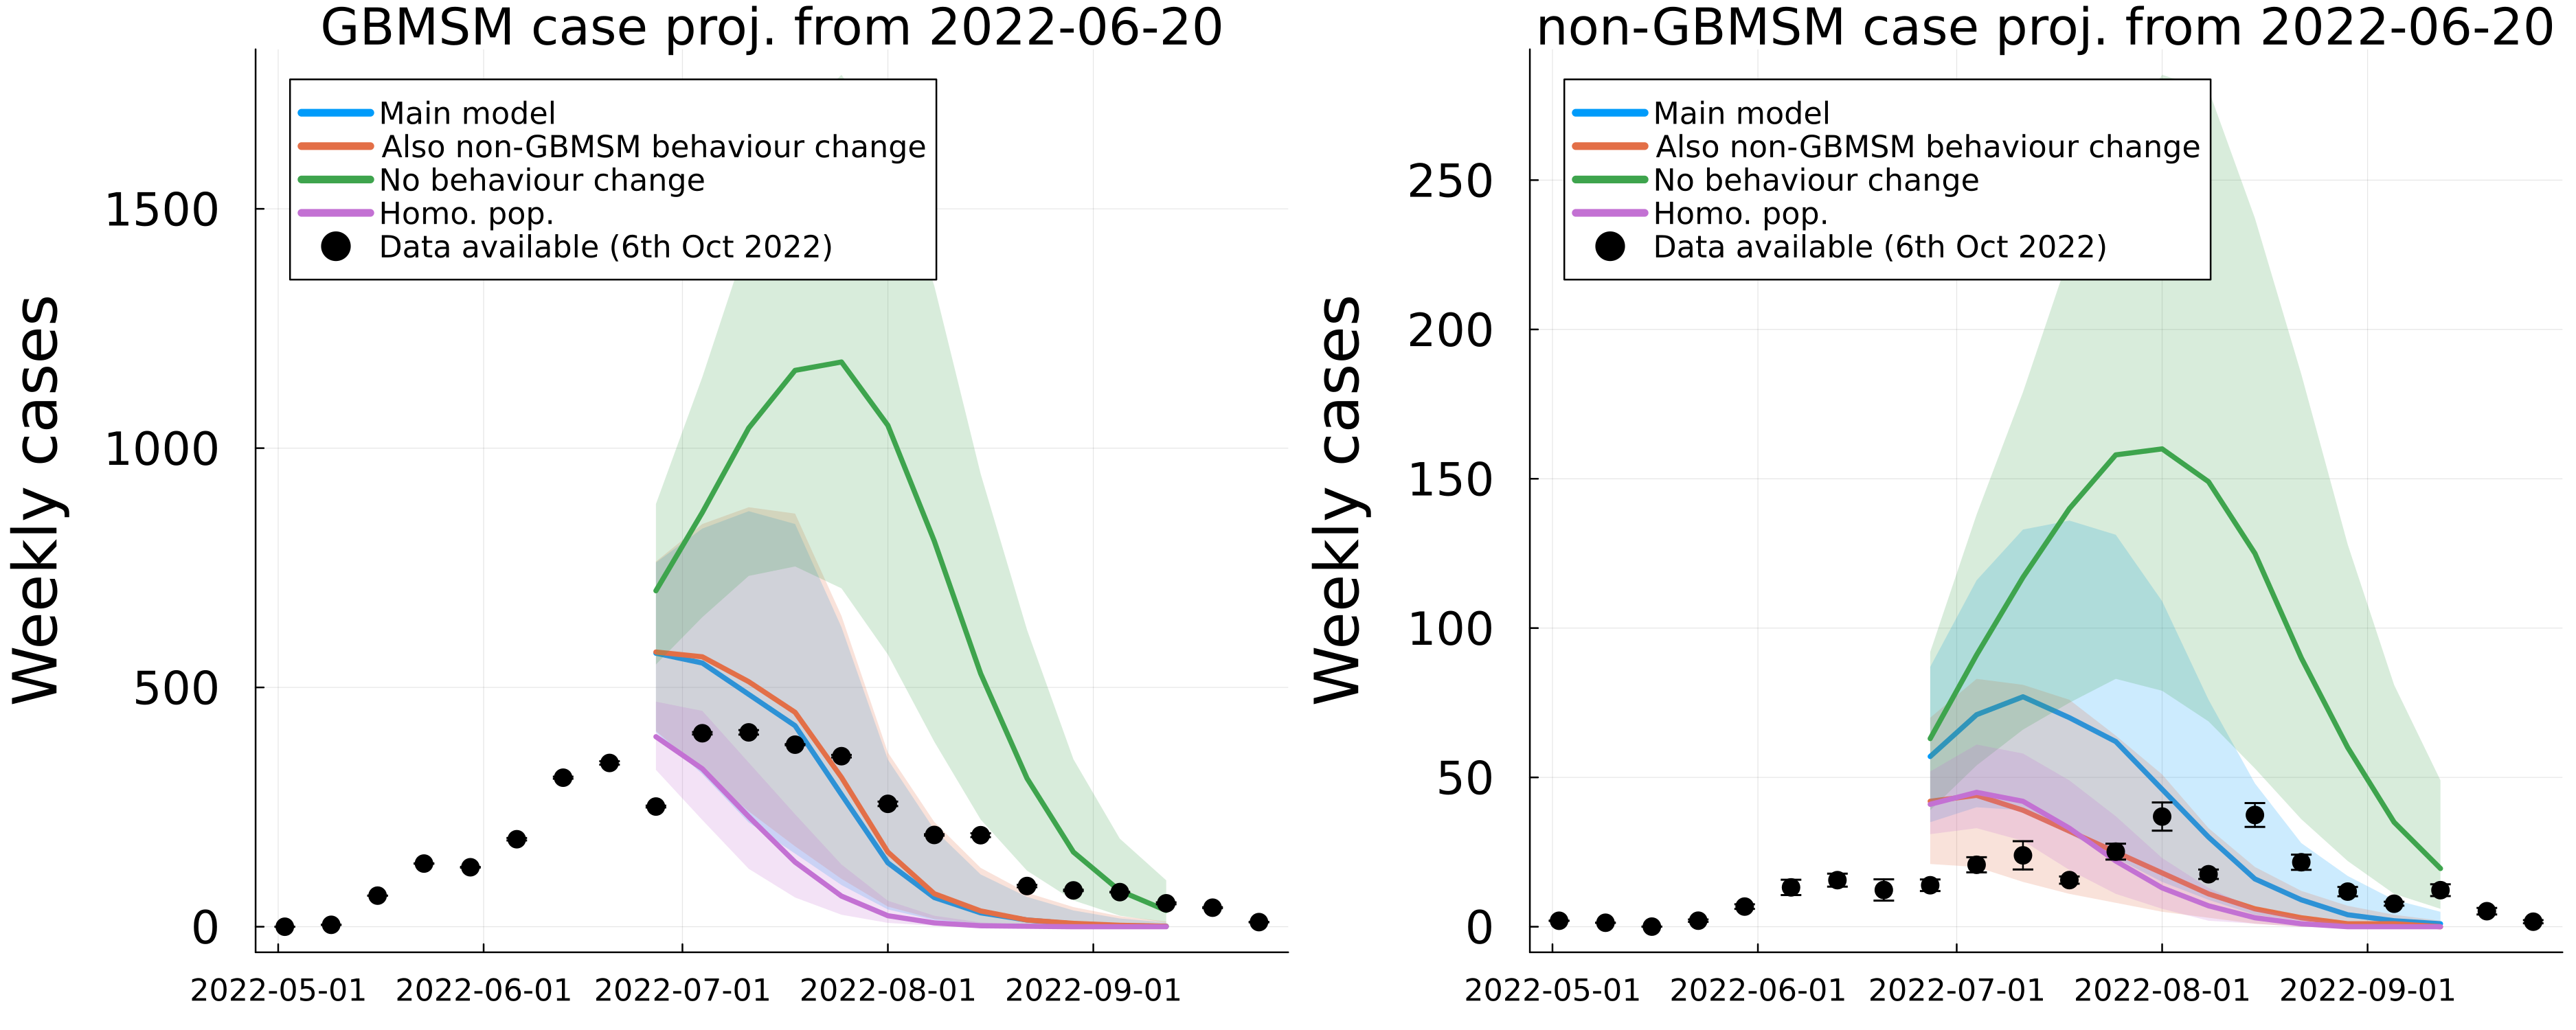 GBMSM case proj. from 2022-06-20
Main model
Also non-GBMSM behaviour change
No behaviour change
Homo. pop.
Data available (6th Oct 2022)
Weekly cases
1500
1000
500
0
2022-05-01
2022-06-01
2022-07-01
2022-08-01
2022-09-01
non-GBMSM case proj. from 2022-06-20
Main model
Also non-GBMSM behaviour change
No behaviour change
Homo. pop.
Data available (6th Oct 2022)
Weekly cases
250
200
150
100
50
0
2022-05-01
2022-06-01
2022-07-01
2022-08-01
2022-09-01